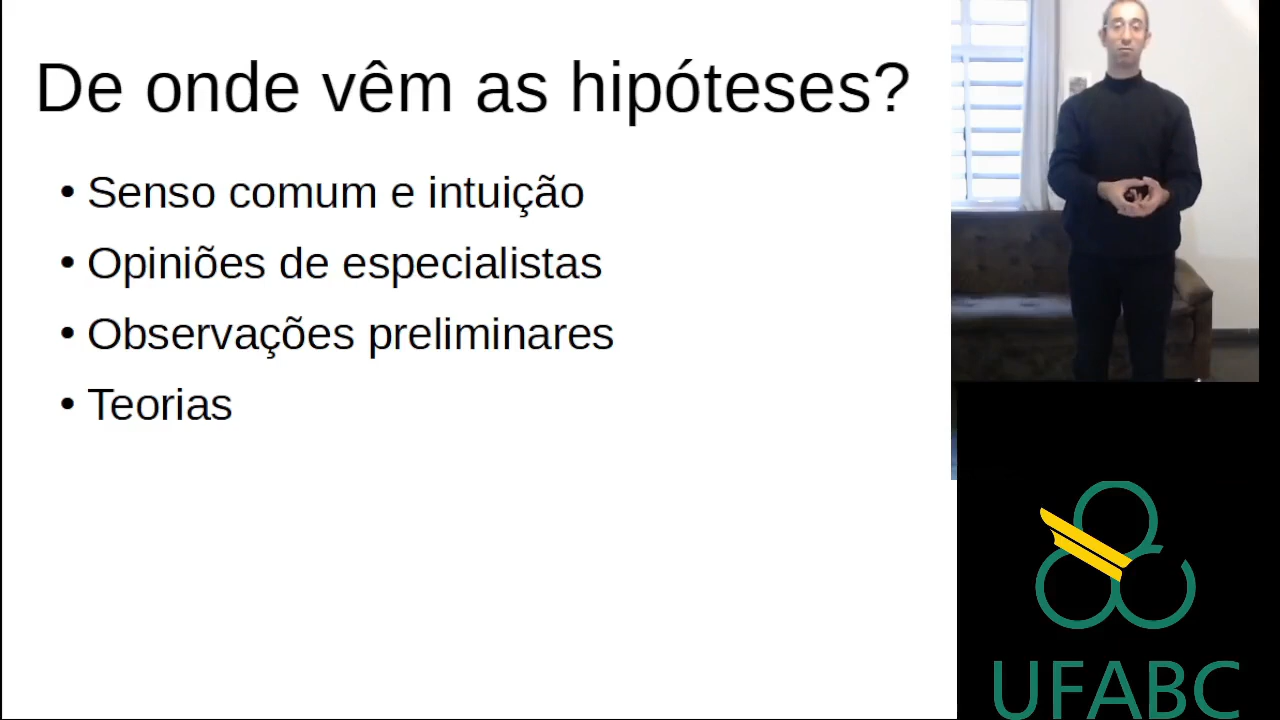 De onde vêm as hipóteses?
• Senso comum e intuição
• Opiniões de especialistas
• Observações preliminares
• Teorias
UFABC